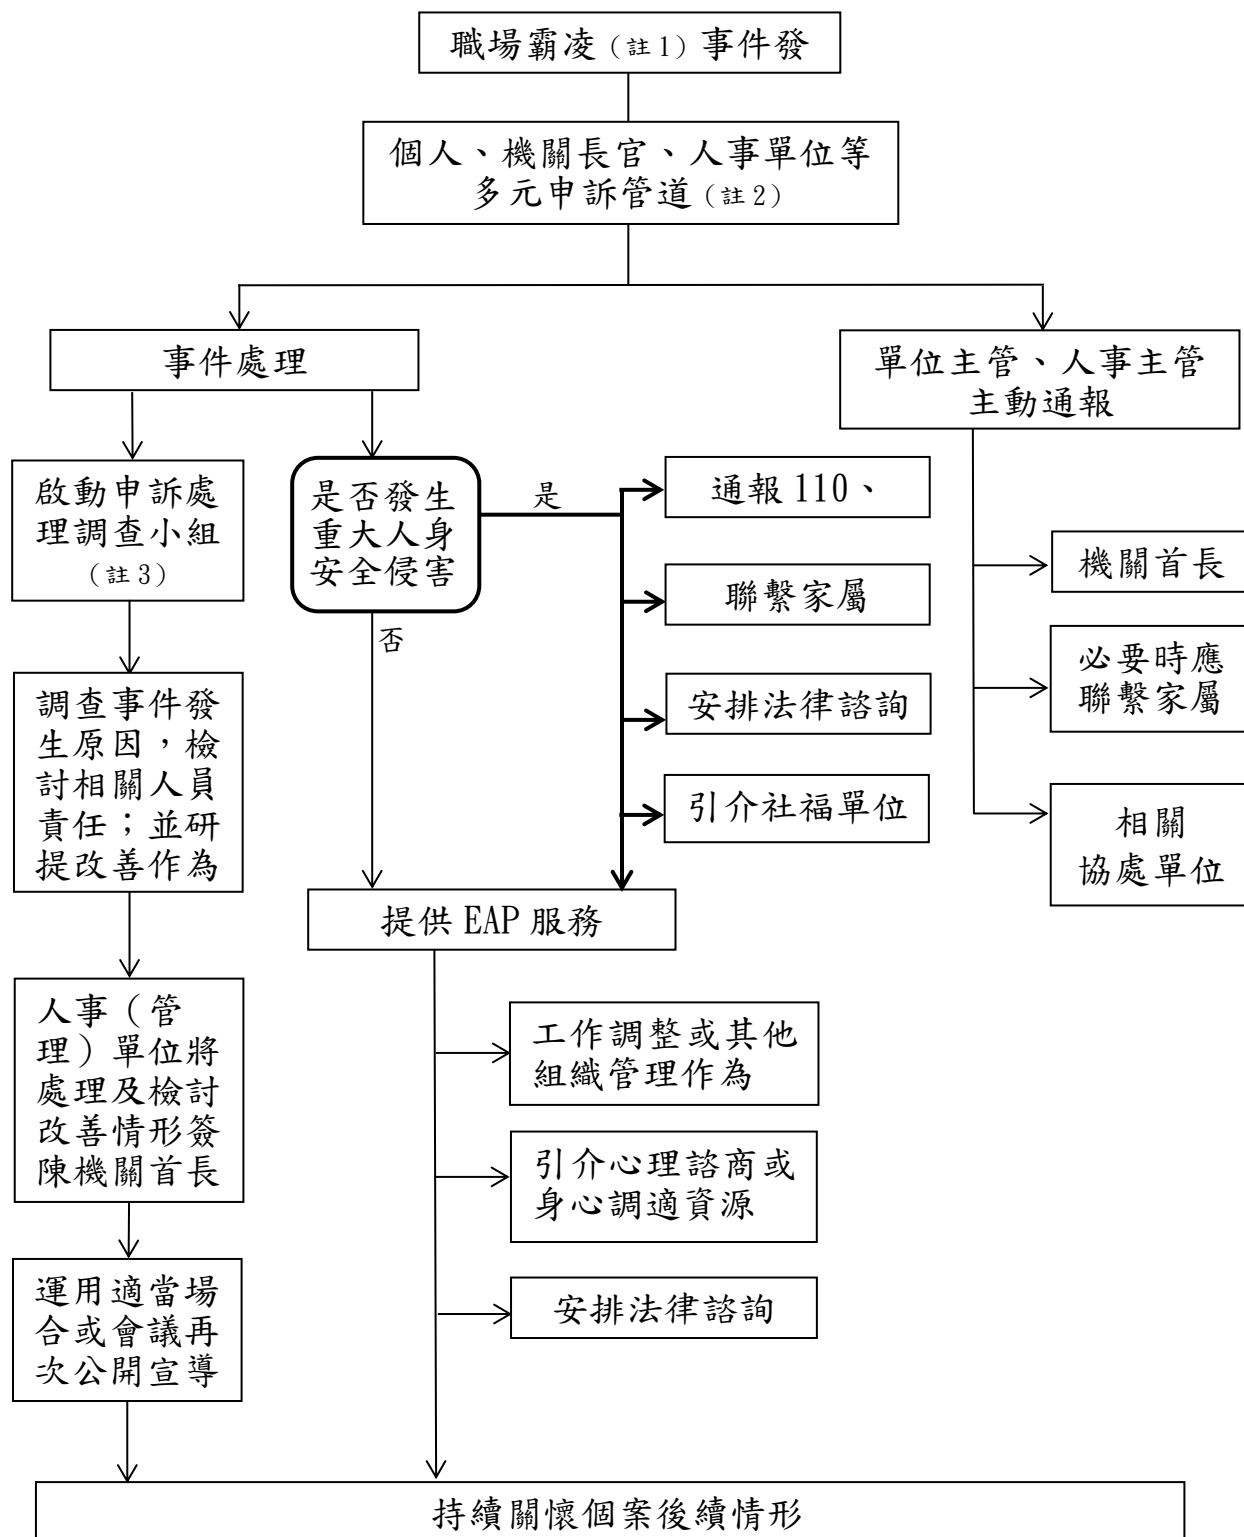 職場霸凌（註1）事件發
個人、機關長官、人事單位等
多元申訴管道（註2）
事件處理
單位主管、人事主管
主動通報
啟動申訴處
理調查小組
（註3）
是否發生
重大人身
安全侵害
是
否
通報 110、
聯繫家屬
安排法律諮詢
引介社福單位
機關首長
必要時應
聯繫家屬
相關
協處單位
調查事件發
生原因，檢
討相關人員
責任；並研
提改善作為
提供 EAP 服務
人事（管
理）單位將
處理及檢討
改善情形簽
陳機關首長
工作調整或其他
組織管理作為
引介心理諮商或
身心調適資源
安排法律諮詢
運用適當場
合或會議再
次公開宣導
持續關懷個案後續情形